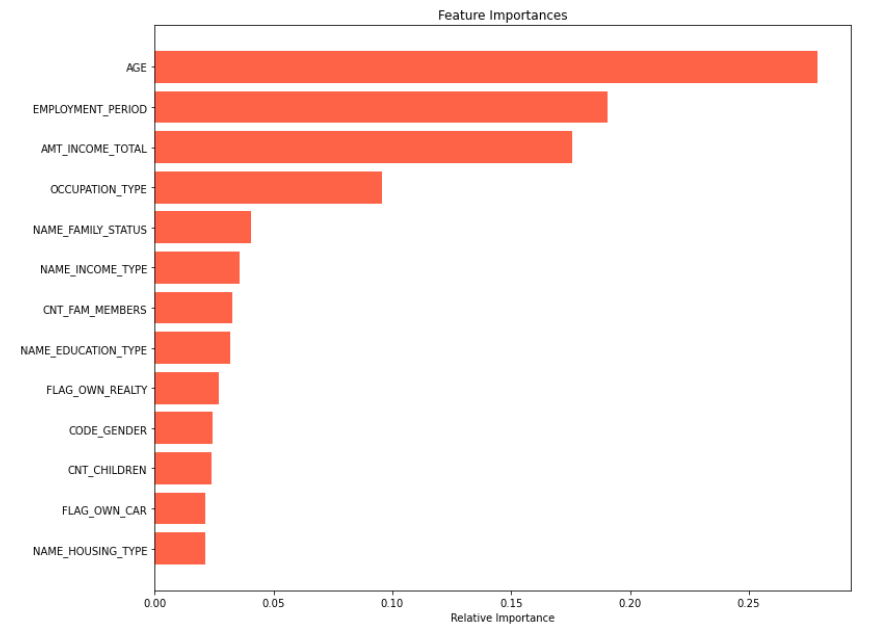 Feature Importances
AGE
EMPLOYMENT_PERIOD
AMT_INCOME_TOTAL
OCCUPATION_TYPE
NAME_FAMILY_STATUS
NAME_INCOME_TYPE
CNT_FAM_MEMBERS
NAME_EDUCATION_TYPE
FLAG_OWN_REALTY
CODE_GENDER
CNT_CHILDREN
FLAG_OWN_CAR
NAME_HOUSING_TYPE
0.00 0.05 0.10 0.15 0.20 0.25
Relative Importance